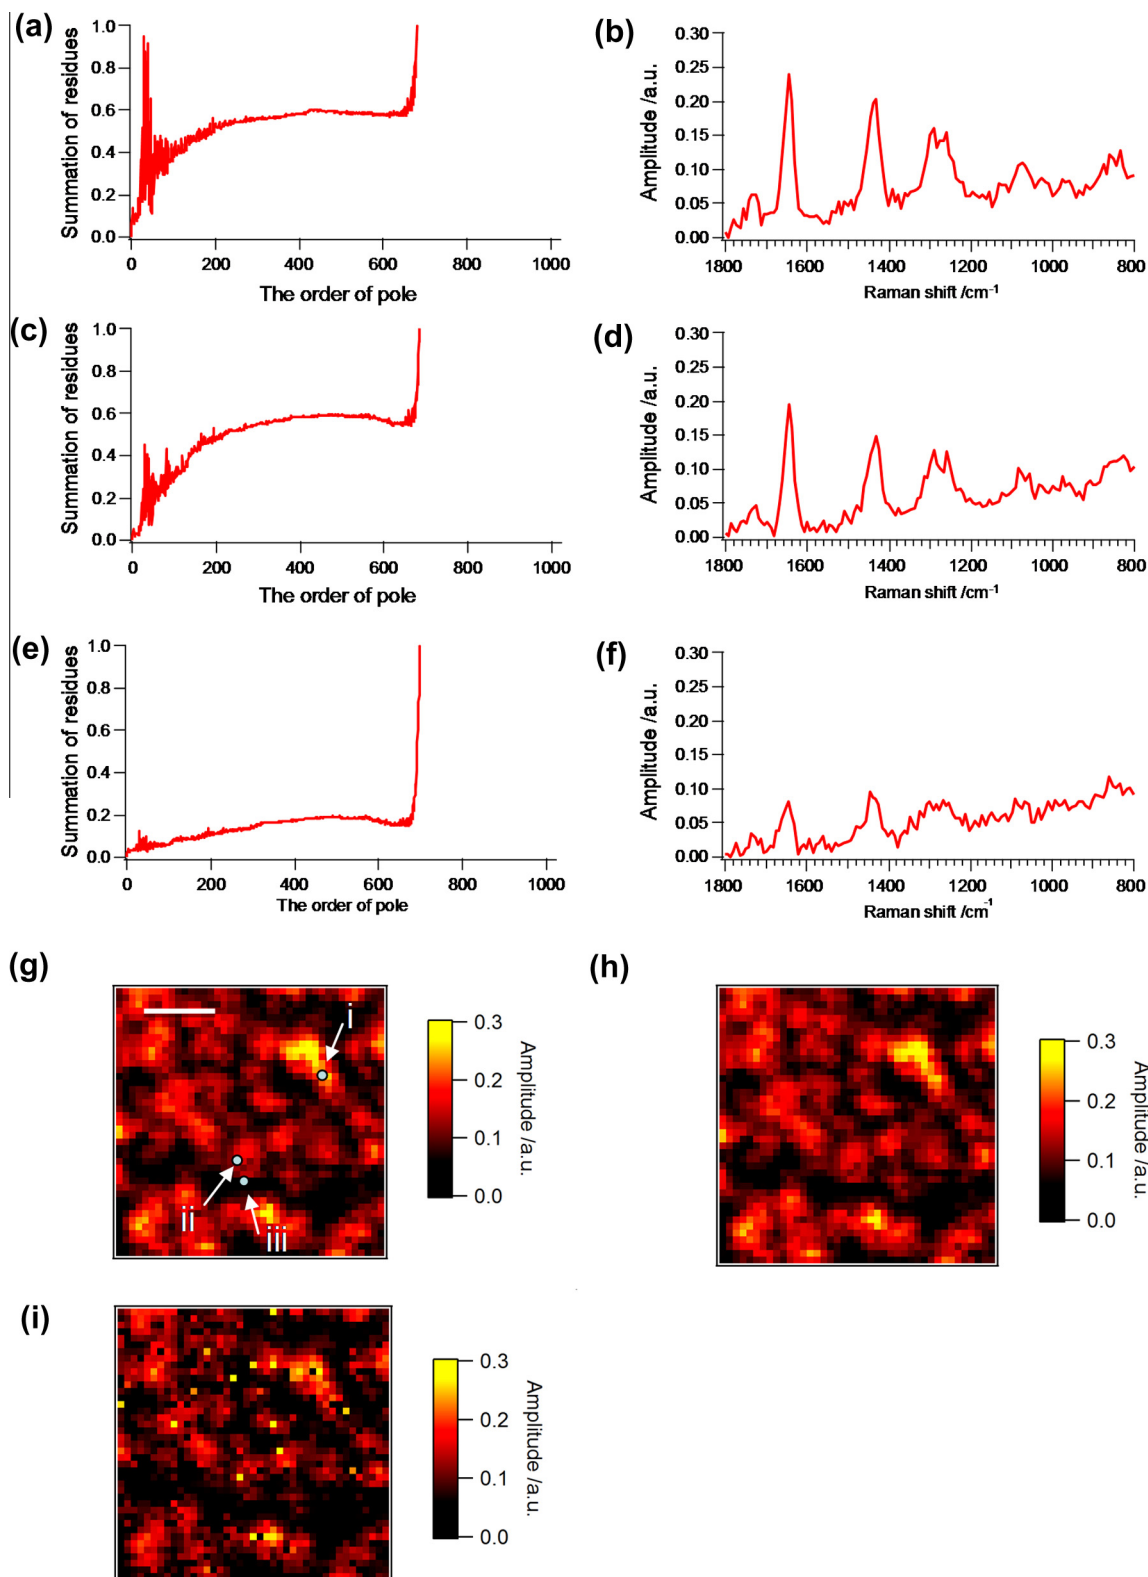 (a)
Summation of residues
1.0
0.8
0.6
0.4
0.2
0.0
0 200 400 600 800 1000
The order of pole
(b)
Amplitude /a.u.
0.30
0.25
0.20
0.15
0.10
0.05
0.00
1800 1600 1400 1200 1000 800
Raman shift /cm⁻¹
(c)
Summation of residues
1.0
0.8
0.6
0.4
0.2
0.0
0 200 400 600 800 1000
The order of pole
(d)
Amplitude /a.u.
0.30
0.25
0.20
0.15
0.10
0.05
0.00
1800 1600 1400 1200 1000 800
Raman shift /cm⁻¹
(e)
Summation of residues
1.0
0.8
0.6
0.4
0.2
0.0
0 200 400 600 800 1000
The order of pole
(f)
Amplitude /a.u.
0.30
0.25
0.20
0.15
0.10
0.05
0.00
1800 1600 1400 1200 1000 800
Raman shift /cm⁻¹
(g)
i
ii
iii
0.3
0.2
0.1
0.0
Amplitude /a.u.
(h)
0.3
0.2
0.1
0.0
Amplitude /a.u.
(i)
0.3
0.2
0.1
0.0
Amplitude /a.u.